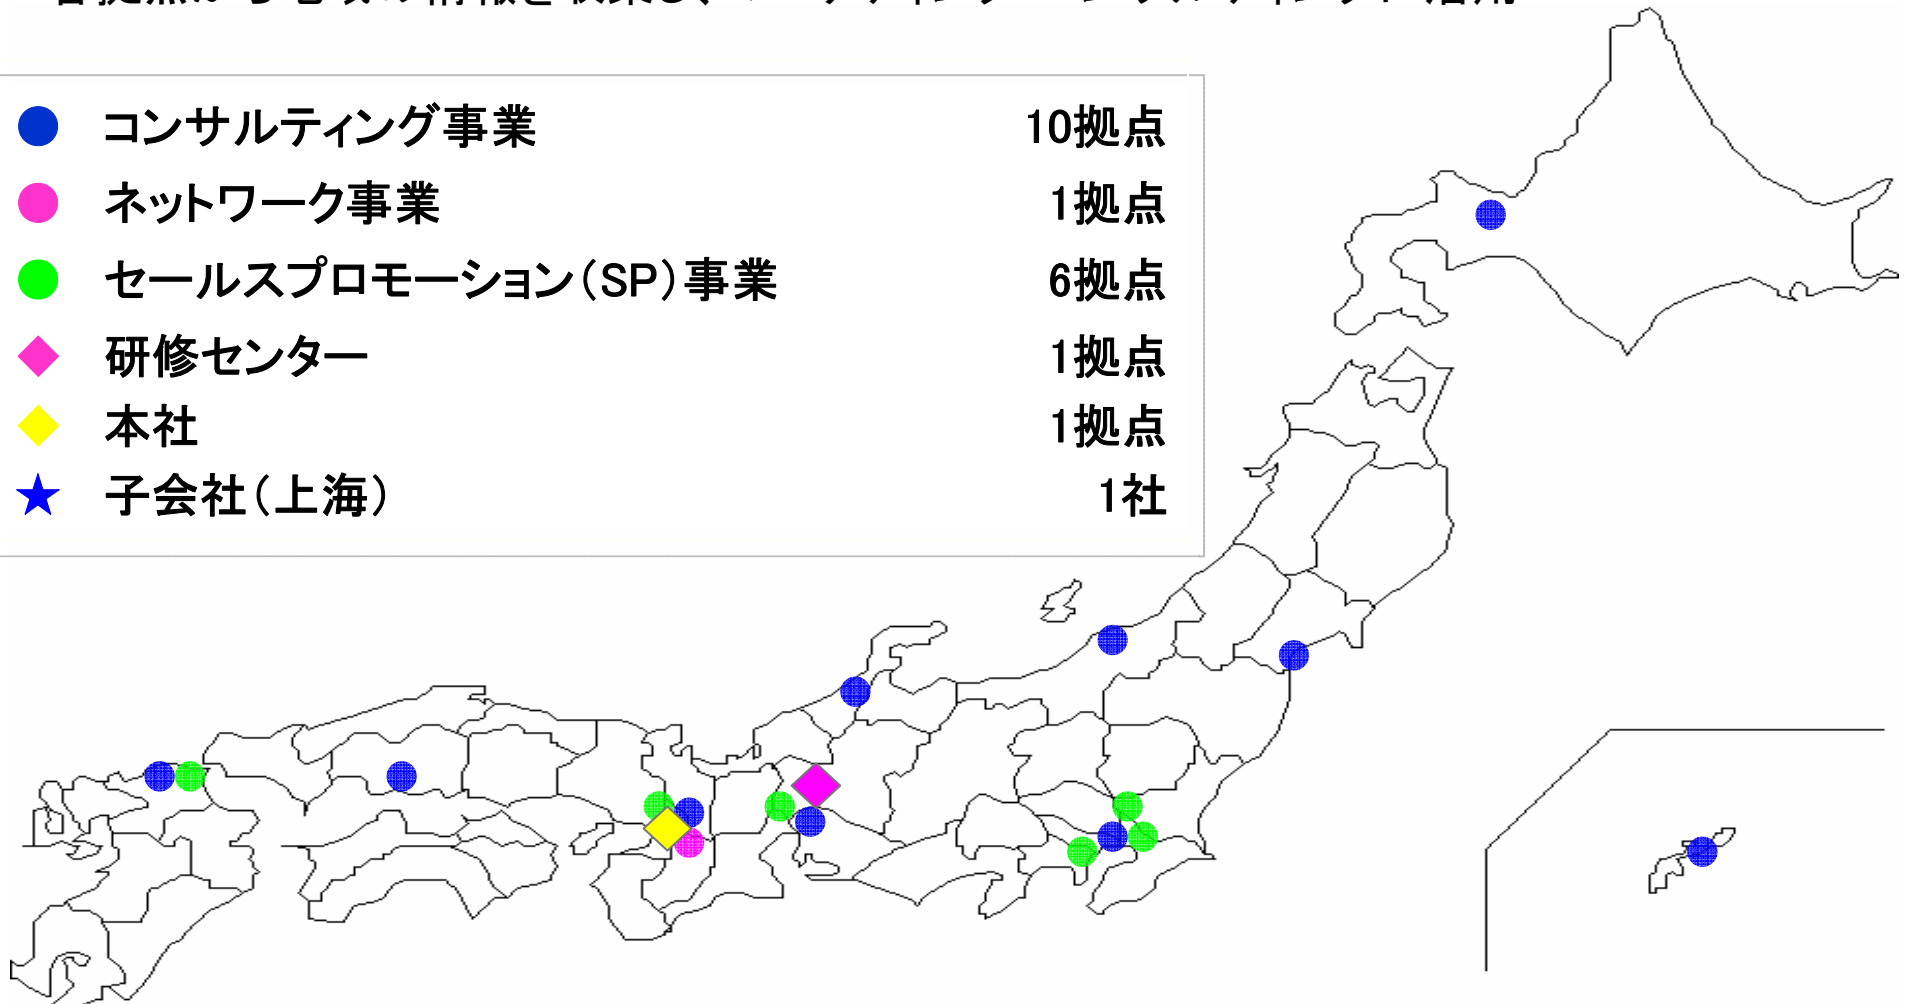 コンサルティング事業 10拠点
ネットワーク事業 1拠点
セールスプロモーション(SP)事業 6拠点
研修センター 1拠点
本社 1拠点
子会社(上海) 1社